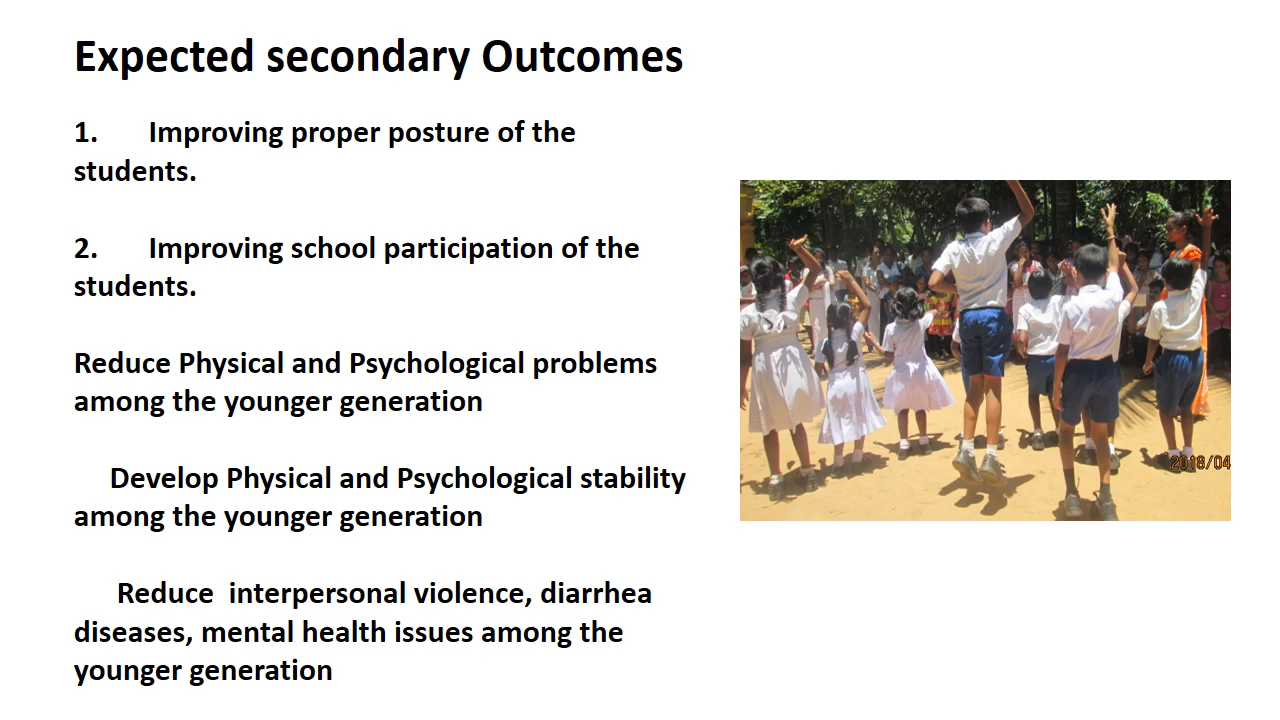 Expected secondary Outcomes
1. Improving proper posture of the
students.
2. Improving school participation of the
students.
Reduce Physical and Psychological problems
among the younger generation
Develop Physical and Psychological stability
among the younger generation
Reduce interpersonal violence, diarrhea
diseases, mental health issues among the
younger generation
2018/04